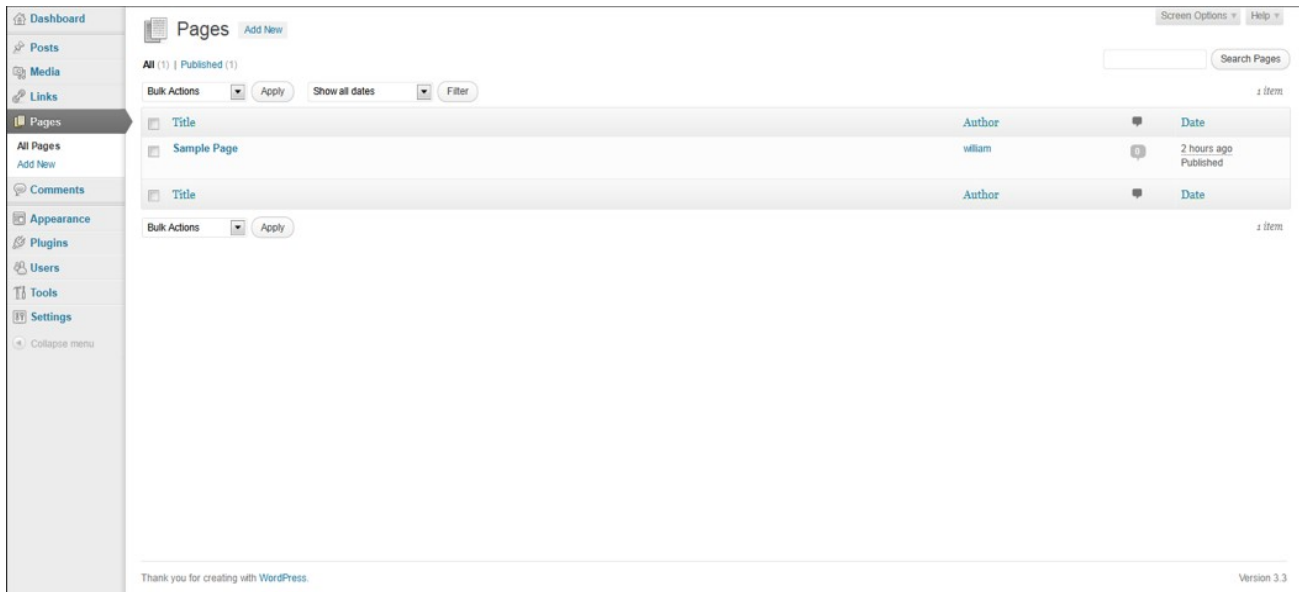 Dashboard
Posts
Media
Links
Pages
All Pages
Add New
Comments
Appearance
Plugins
Users
Tools
Settings
Collapse menu
Screen Options Help
Pages Add New
All (1) | Published (1)
Search Pages
Bulk Actions Apply Show all dates Filter 1 item
Title Author Date
Sample Page william 0 2 hours ago
Published
Title Author Date
Bulk Actions Apply 1 item
Thank you for creating with WordPress. Version 3.3